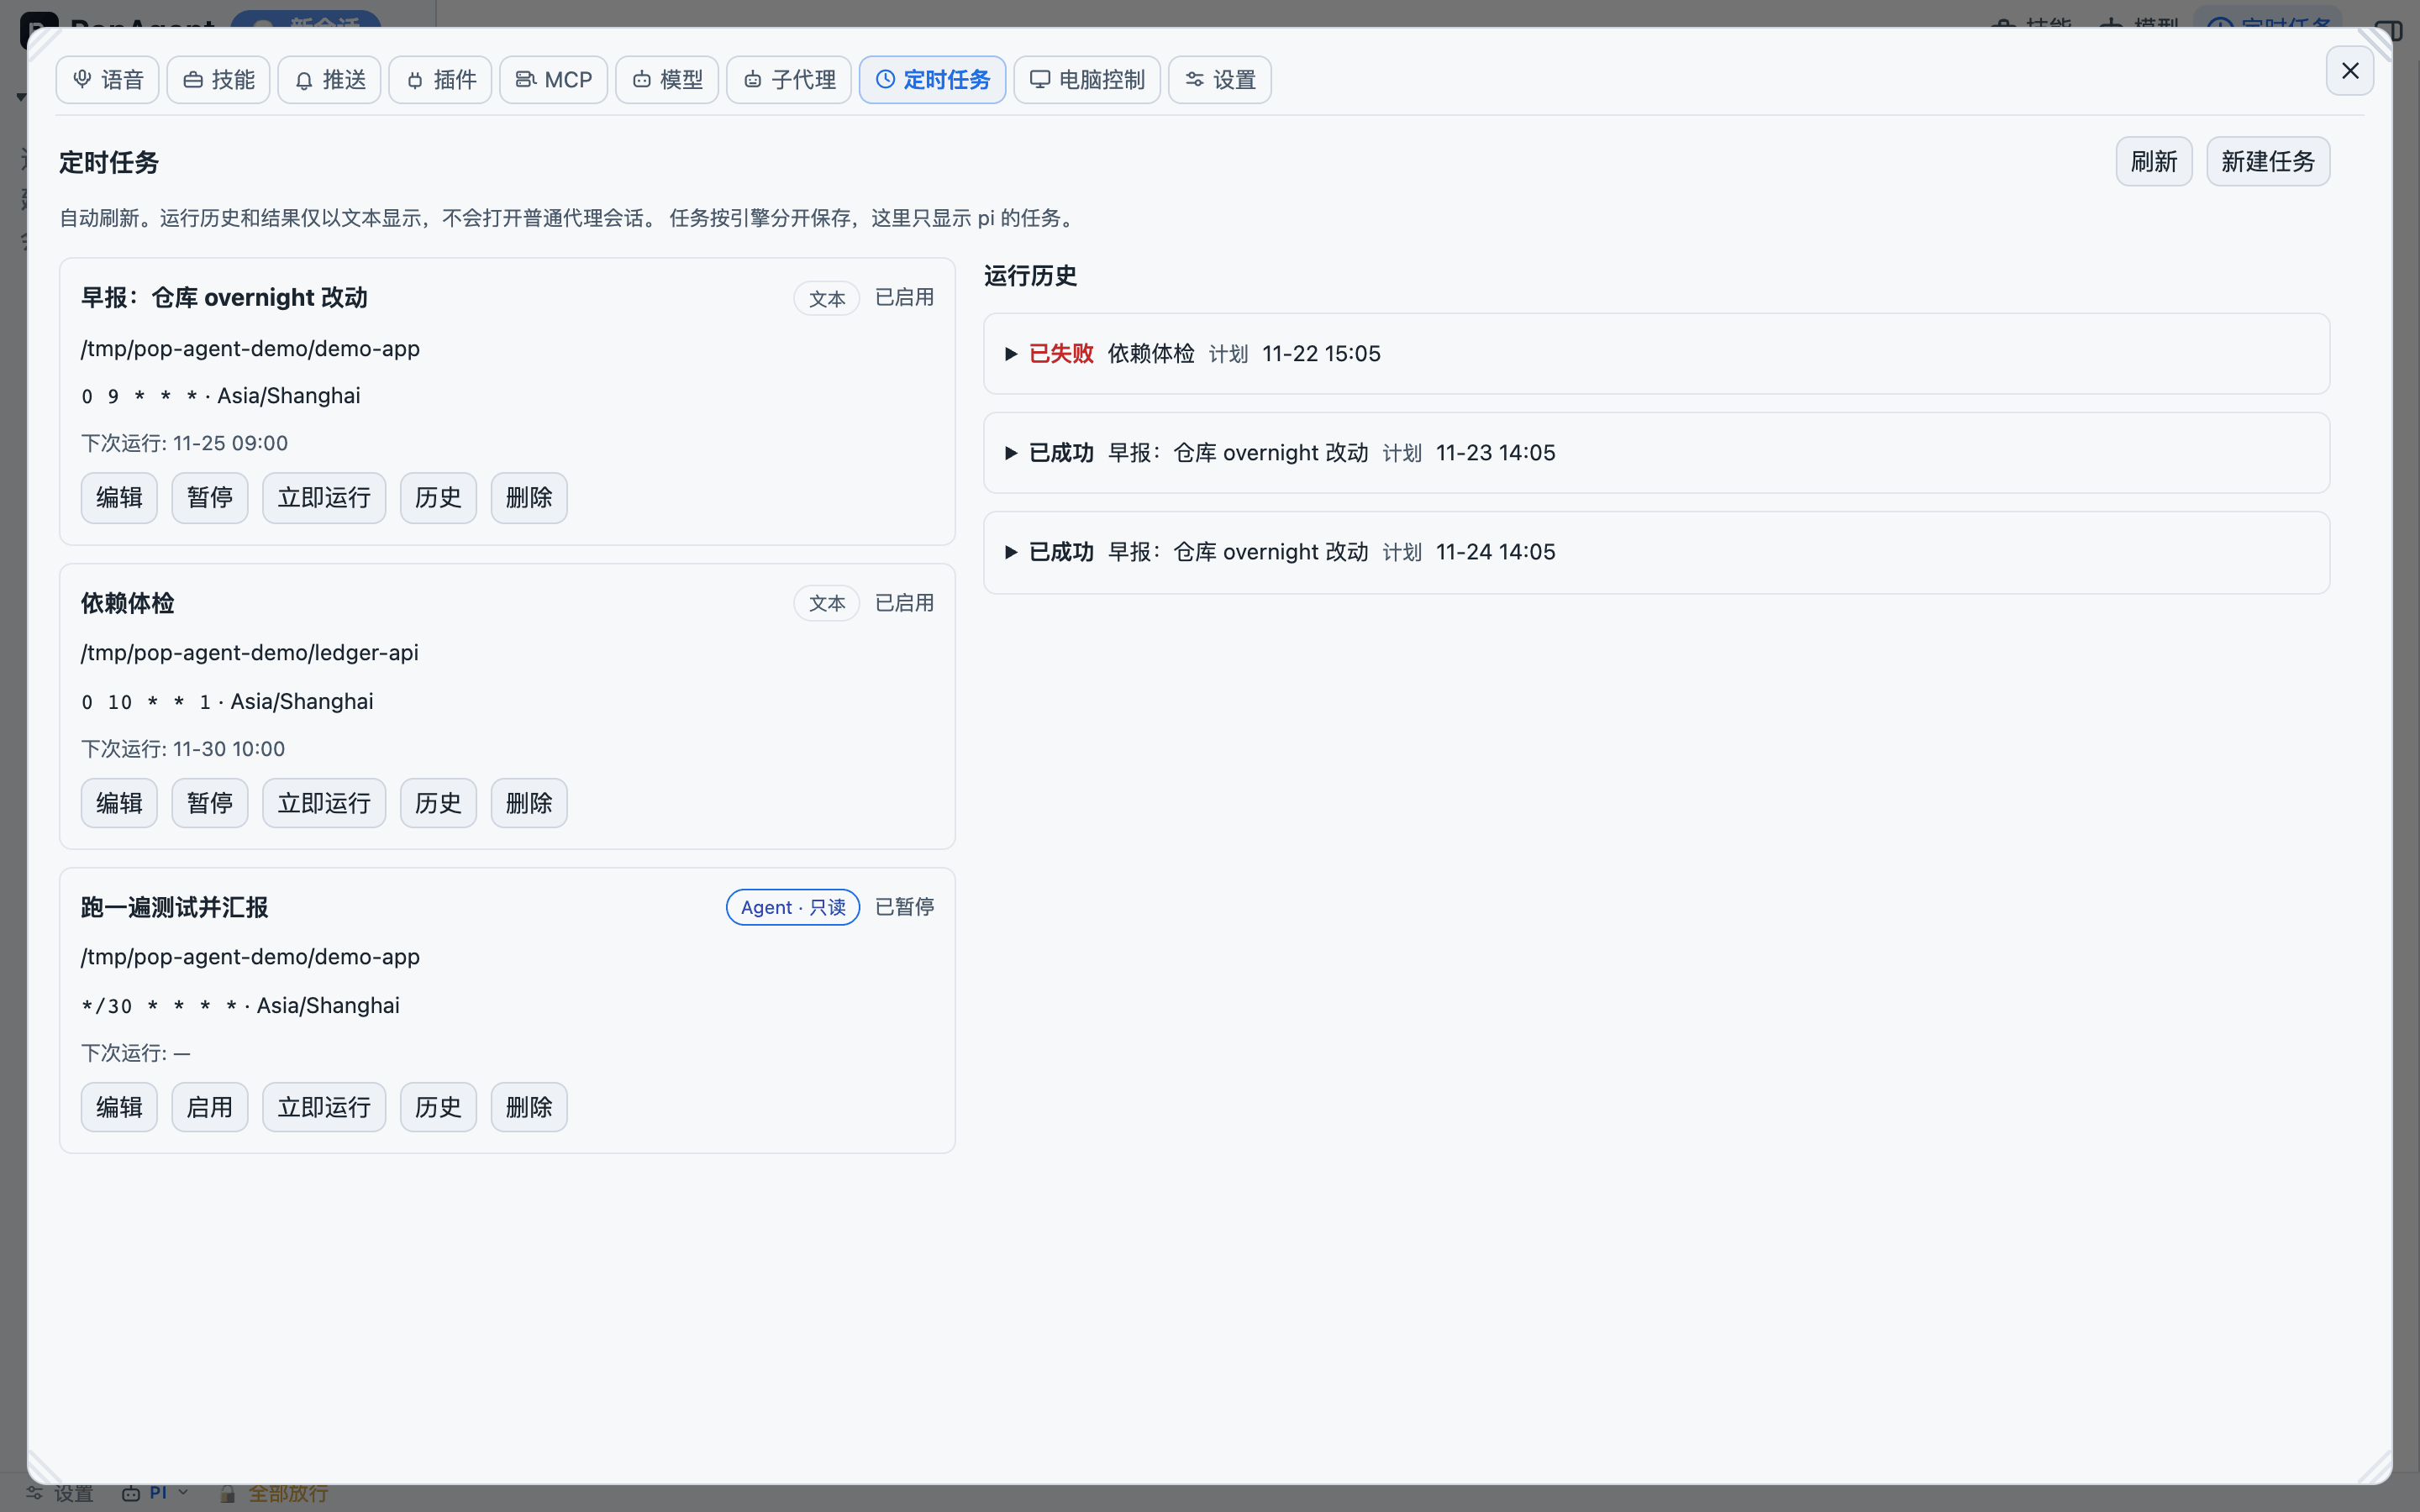 语音 技能 推送 插件 MCP 模型 子代理 定时任务 电脑控制 设置
定时任务
刷新 新建任务
自动刷新。运行历史和结果仅以文本显示，不会打开普通代理会话。 任务按引擎分开保存，这里只显示 pi 的任务。
早报：仓库 overnight 改动 文本 已启用
/tmp/pop-agent-demo/demo-app
0 9 * * * · Asia/Shanghai
下次运行: 11-25 09:00
编辑 暂停 立即运行 历史 删除
依赖体检 文本 已启用
/tmp/pop-agent-demo/ledger-api
0 10 * * 1 · Asia/Shanghai
下次运行: 11-30 10:00
编辑 暂停 立即运行 历史 删除
跑一遍测试并汇报 Agent · 只读 已暂停
/tmp/pop-agent-demo/demo-app
*/30 * * * * · Asia/Shanghai
下次运行: —
编辑 启用 立即运行 历史 删除
运行历史
已失败 依赖体检 计划 11-22 15:05
已成功 早报：仓库 overnight 改动 计划 11-23 14:05
已成功 早报：仓库 overnight 改动 计划 11-24 14:05
设置 PI 全部放行